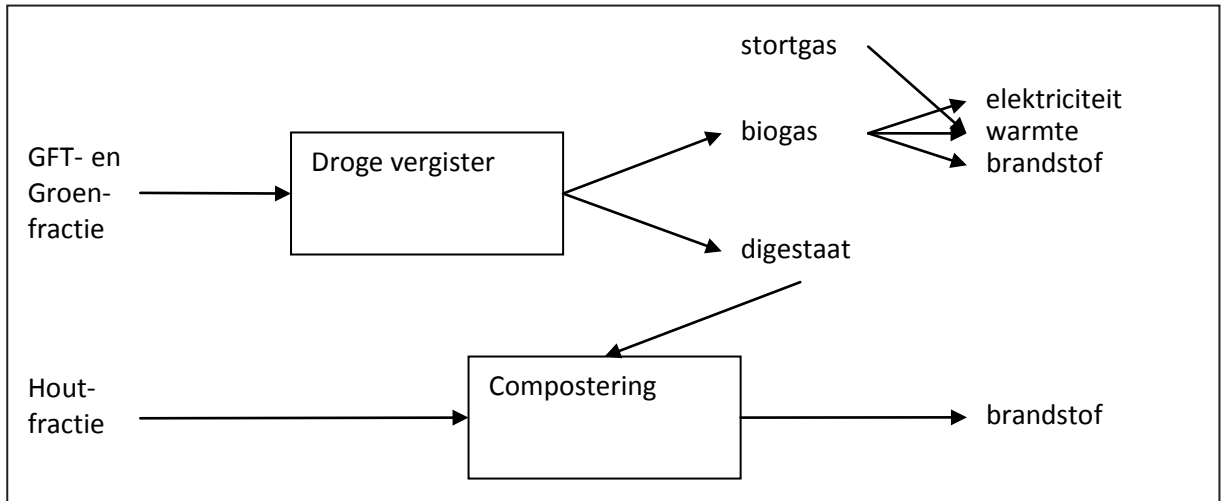 stortgas
elektriciteit
biogas
warmte
brandstof
GFT- en
Groen-
fractie
Droge vergister
digestaat
Hout-
fractie
Compostering
brandstof